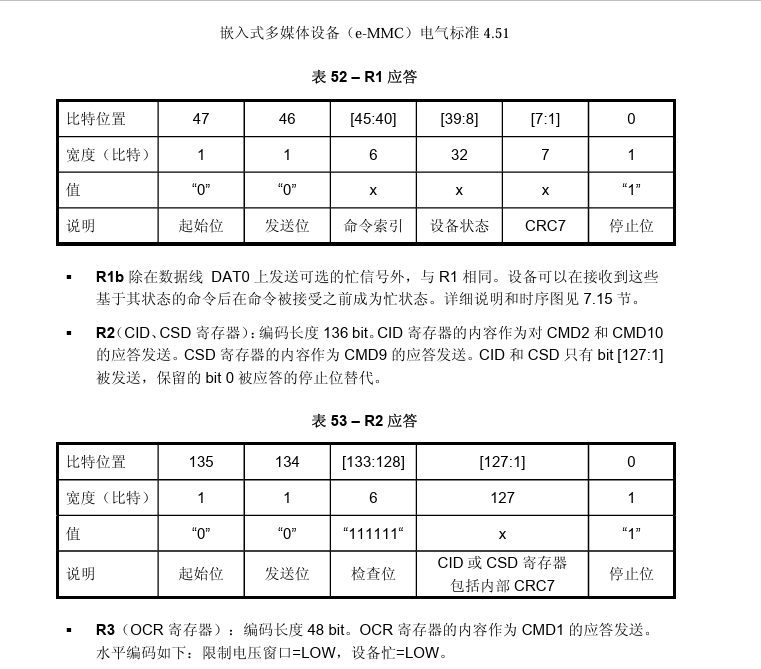 嵌入式多媒体设备（e-MMC）电气标准 4.51
表 52 – R1 应答
比特位置 47 46 [45:40] [39:8] [7:1] 0
宽度（比特） 1 1 6 32 7 1
值 “0” “0” x x x “1”
说明 起始位 发送位 命令索引 设备状态 CRC7 停止位
▪ R1b 除在数据线 DAT0 上发送可选的忙信号外，与 R1 相同。设备可以在接收到这些
基于其状态的命令后在命令被接受之前成为忙状态。详细说明和时序图见 7.15 节。
▪ R2（CID、CSD 寄存器）：编码长度 136 bit。CID 寄存器的内容作为对 CMD2 和 CMD10
的应答发送。CSD 寄存器的内容作为 CMD9 的应答发送。CID 和 CSD 只有 bit [127:1]
被发送，保留的 bit 0 被应答的停止位替代。
表 53 – R2 应答
比特位置 135 134 [133:128] [127:1] 0
宽度（比特） 1 1 6 127 1
值 “0” “0” “111111“ x “1”
说明 起始位 发送位 检查位 CID 或 CSD 寄存器 停止位
包括内部 CRC7
▪ R3（OCR 寄存器）：编码长度 48 bit。OCR 寄存器的内容作为 CMD1 的应答发送。
水平编码如下：限制电压窗口=LOW，设备忙=LOW。